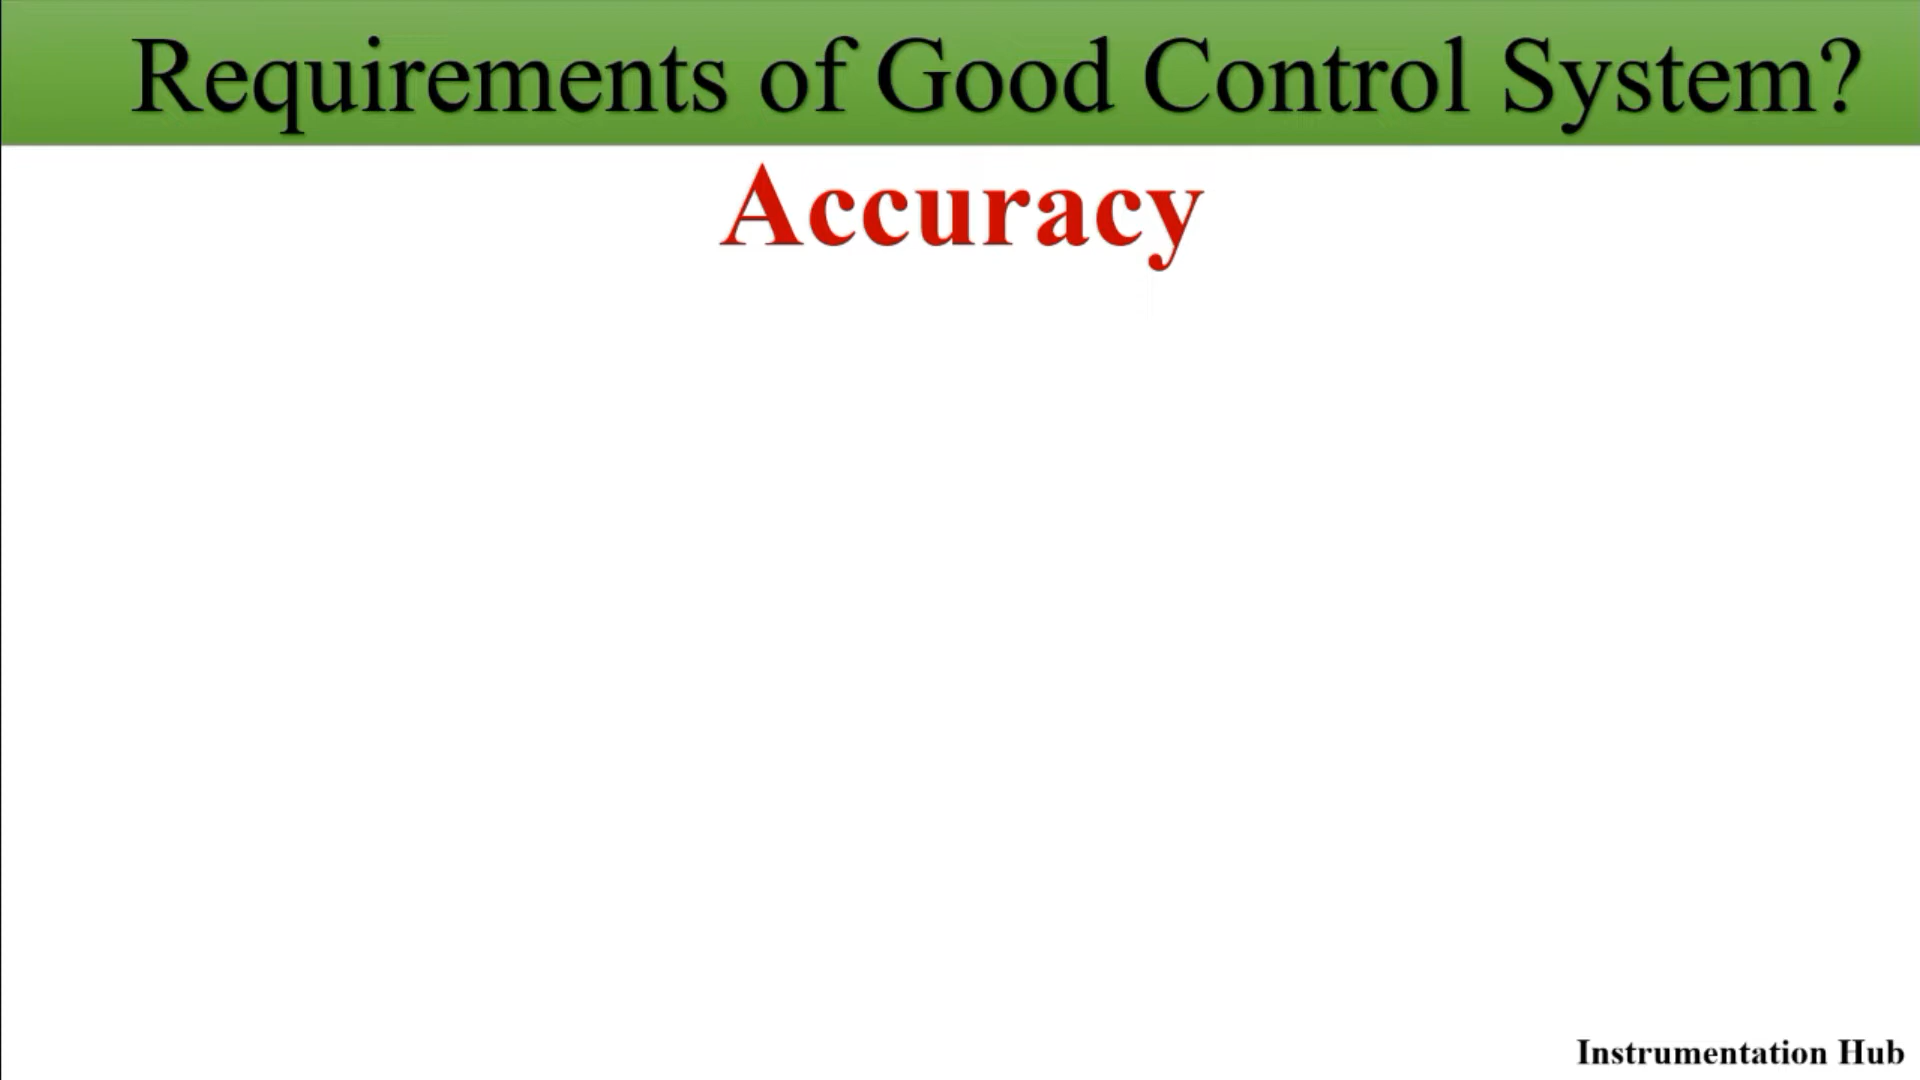 Requirements of Good Control System?
Accuracy
Instrumentation Hub